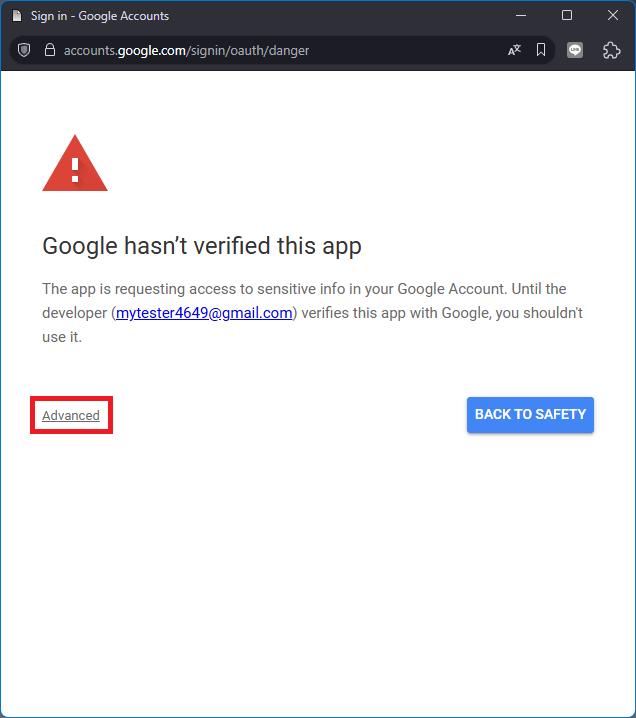 Sign in - Google Accounts
accounts.google.com/signin/oauth/danger
LINE
Google hasn’t verified this app
The app is requesting access to sensitive info in your Google Account. Until the
developer (mytester4649@gmail.com) verifies this app with Google, you shouldn't
use it.
Advanced
BACK TO SAFETY